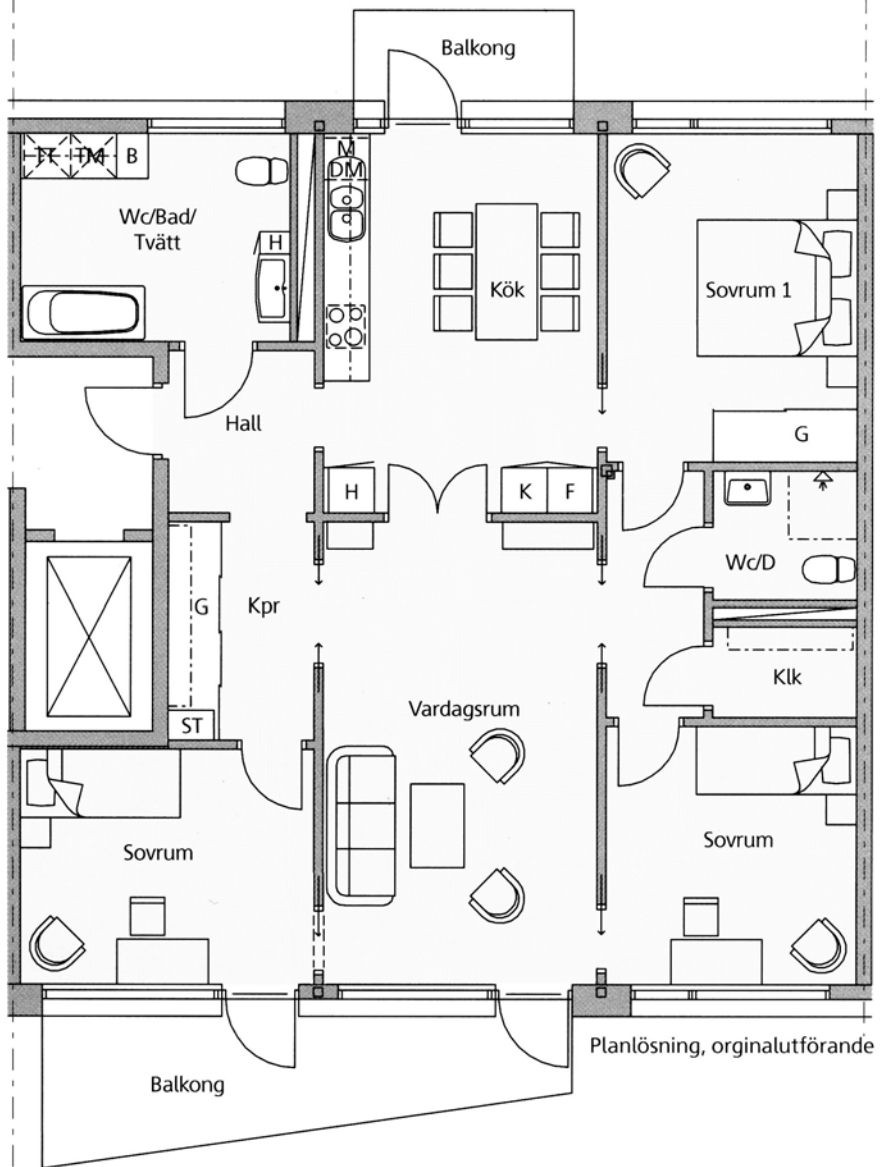 Balkong
TT TM B
M
DM
Wc/Bad/
Tvätt
H
Kök
Sovrum 1
Hall
G
H
K F
Wc/D
G
Kpr
Klk
ST
Vardagsrum
Sovrum
Sovrum
Planlösning, orginalutförande
Balkong